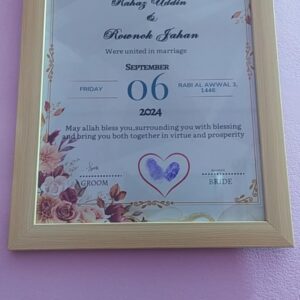 Rahaz Uddin
&
Rownok Jahan
Were united in marriage
SEPTEMBER
FRIDAY 06 RABI AL AWWAL 3, 1446
2024
May allah bless you,surrounding you with blessing
and bring you both together in virtue and prosperity
GROOM BRIDE